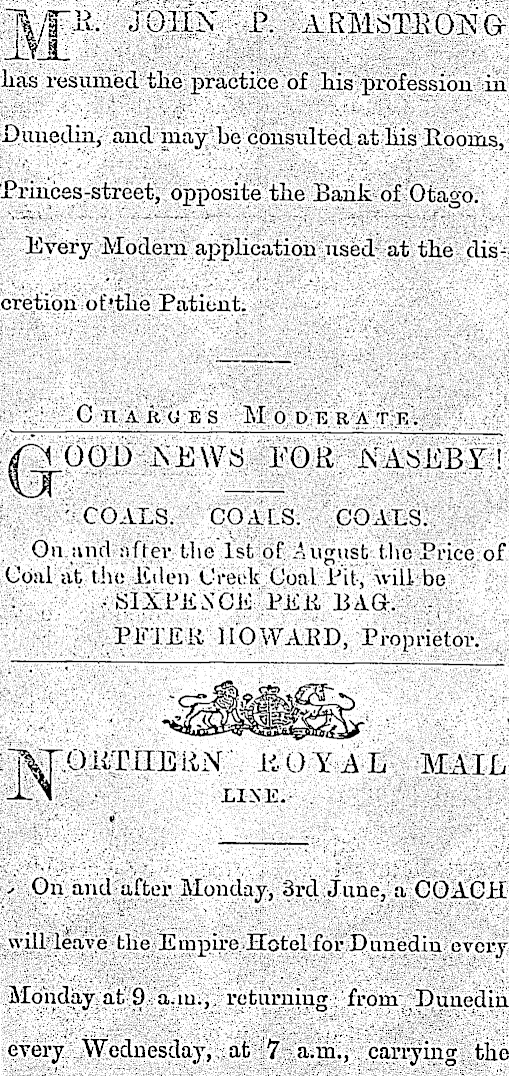 MR. JOHN P. ARMSTRONG
has resumed the practice of his profession in
Dunedin, and may be consulted at his Rooms,
Princes-street, opposite the Bank of Otago.
Every Modern application used at the dis-
cretion of the Patient.
CHARGES MODERATE.
GOOD NEWS FOR NASEBY!
COALS. COALS. COALS.
On and after the 1st of August the Price of
Coal at the Eden Creek Coal Pit, will be
SIXPENCE PER BAG.
PETER HOWARD, Proprietor.
NORTHERN ROYAL MAIL
LINE.
On and after Monday, 3rd June, a COACH
will leave the Empire Hotel for Dunedin every
Monday at 9 a.m., returning from Dunedin
every Wednesday, at 7 a.m., carrying the